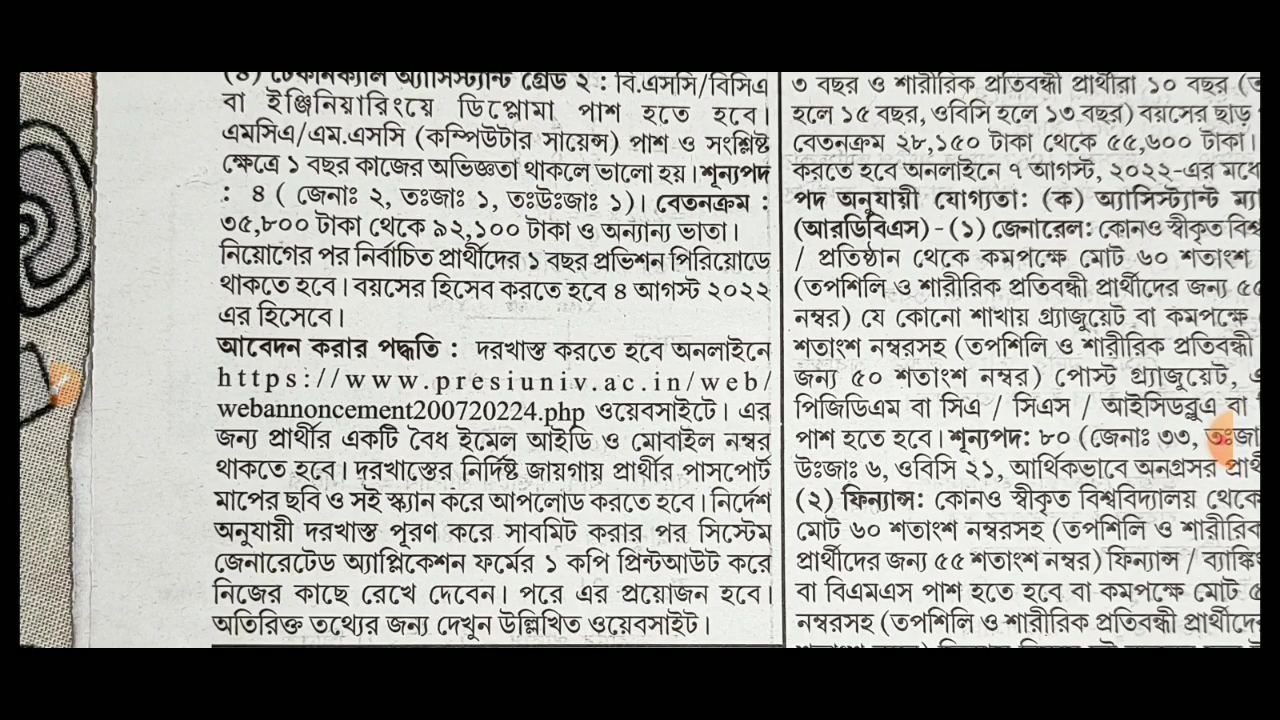 (৪) টেকনিক্যাল অ্যাসিস্ট্যান্ট গ্রেড ২ : বি.এসসি/বিসিএ
বা ইঞ্জিনিয়ারিংয়ে ডিপ্লোমা পাশ হতে হবে।
এমসিএ/এম.এসসি (কম্পিউটার সায়েন্স) পাশ ও সংশ্লিষ্ট
ক্ষেত্রে ১ বছর কাজের অভিজ্ঞতা থাকলে ভালো হয়। শূন্যপদ
: ৪ ( জেনাঃ ২, তঃজাঃ ১, তঃউঃজাঃ ১)। বেতনক্রম :
৩৫,৮০০ টাকা থেকে ৯২,১০০ টাকা ও অন্যান্য ভাতা।
নিয়োগের পর নির্বাচিত প্রার্থীদের ১ বছর প্রভিশন পিরিয়োডে
থাকতে হবে। বয়সের হিসেব করতে হবে ৪ আগস্ট ২০২২
এর হিসেবে।
আবেদন করার পদ্ধতি : দরখাস্ত করতে হবে অনলাইনে
https://www.presiuniv.ac.in/web/
webannoncement200720224.php ওয়েবসাইটে। এর
জন্য প্রার্থীর একটি বৈধ ইমেল আইডি ও মোবাইল নম্বর
থাকতে হবে। দরখাস্তের নির্দিষ্ট জায়গায় প্রার্থীর পাসপোর্ট
মাপের ছবি ও সই স্ক্যান করে আপলোড করতে হবে। নির্দেশ
অনুযায়ী দরখাস্ত পূরণ করে সাবমিট করার পর সিস্টেম
জেনারেটেড অ্যাপ্লিকেশন ফর্মের ১ কপি প্রিন্টআউট করে
নিজের কাছে রেখে দেবেন। পরে এর প্রয়োজন হবে।
অতিরিক্ত তথ্যের জন্য দেখুন উল্লিখিত ওয়েবসাইট।
৩ বছর ও শারীরিক প্রতিবন্ধী প্রার্থীরা ১০ বছর
হলে ১৫ বছর, ওবিসি হলে ১৩ বছর) বয়সের ছাড়
বেতনক্রম ২৮,১৫০ টাকা থেকে ৫৫,৬০০ টাকা।
করতে হবে অনলাইনে ৭ আগস্ট, ২০২২-এর মধ্যে
পদ অনুযায়ী যোগ্যতা: (ক) অ্যাসিস্ট্যান্ট ম্যা
(আরডিবিএস) - (১) জেনারেল: কোনও স্বীকৃত বিশ্ব
/ প্রতিষ্ঠান থেকে কমপক্ষে মোট ৬০ শতাংশ
(তপশিলি ও শারীরিক প্রতিবন্ধী প্রার্থীদের জন্য ৫৫
নম্বর) যে কোনো শাখায় গ্র্যাজুয়েট বা কমপক্ষে
শতাংশ নম্বরসহ (তপশিলি ও শারীরিক প্রতিবন্ধী
জন্য ৫০ শতাংশ নম্বর) পোস্ট গ্র্যাজুয়েট,
পিজিডিএম বা সিএ / সিএস / আইসিডব্লুএ বা
পাশ হতে হবে। শূন্যপদ: ৮০ (জেনাঃ ৩৩, তঃজা
উঃজাঃ ৬, ওবিসি ২১, আর্থিকভাবে অনগ্রসর প্রার্থ
(২) ফিন্যান্স: কোনও স্বীকৃত বিশ্ববিদ্যালয় থেকে
মোট ৬০ শতাংশ নম্বরসহ (তপশিলি ও শারীরিক
প্রার্থীদের জন্য ৫৫ শতাংশ নম্বর) ফিন্যান্স / ব্যাঙ্কি
বা বিএমএস পাশ হতে হবে বা কমপক্ষে মোট ৫
নম্বরসহ (তপশিলি ও শারীরিক প্রতিবন্ধী প্রার্থীদে